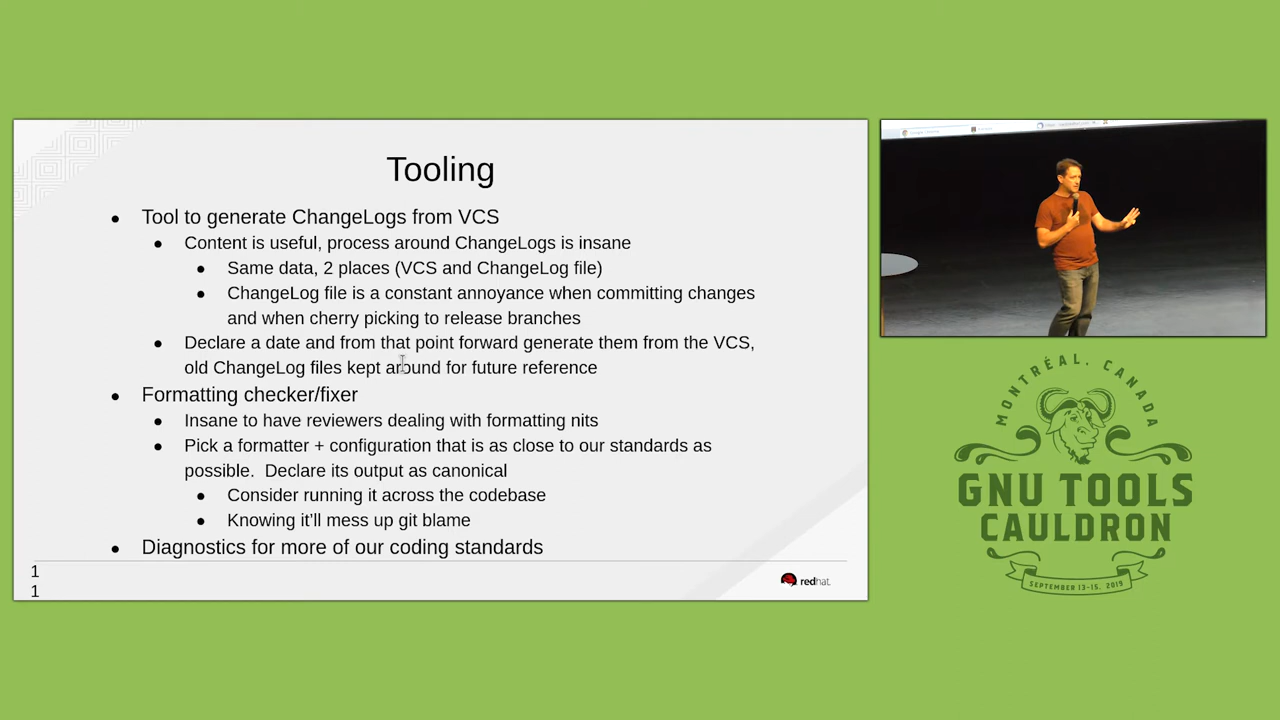 Tooling
● Tool to generate ChangeLogs from VCS
● Content is useful, process around ChangeLogs is insane
● Same data, 2 places (VCS and ChangeLog file)
● ChangeLog file is a constant annoyance when committing changes
and when cherry picking to release branches
● Declare a date and from that point forward generate them from the VCS,
old ChangeLog files kept around for future reference
● Formatting checker/fixer
● Insane to have reviewers dealing with formatting nits
● Pick a formatter + configuration that is as close to our standards as
possible. Declare its output as canonical
● Consider running it across the codebase
● Knowing it'll mess up git blame
● Diagnostics for more of our coding standards
1
1
redhat.
MONTRÉAL, CANADA
GNU TOOLS
CAULDRON
SEPTEMBER 13-15, 2019